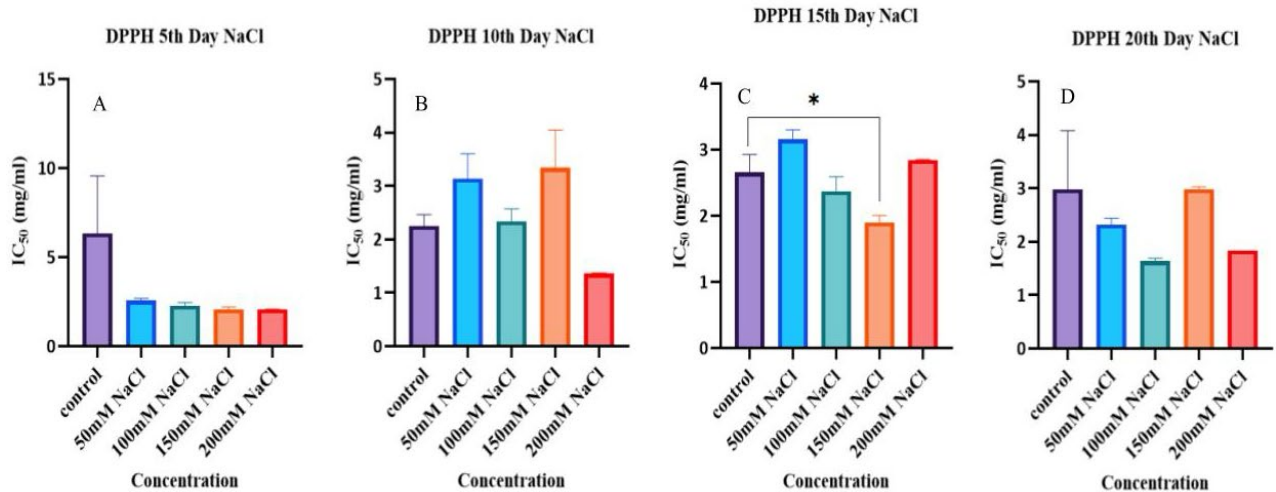 DPPH 5th Day NaCl
A
15
10
5
0
IC50 (mg/ml)
control
50mM NaCl
100mM NaCl
150mM NaCl
200mM NaCl
Concentration
DPPH 10th Day NaCl
B
5
4
3
2
1
0
IC50 (mg/ml)
control
50mM NaCl
100mM NaCl
150mM NaCl
200mM NaCl
Concentration
DPPH 15th Day NaCl
C
*
4
3
2
1
0
IC50 (mg/ml)
control
50mM NaCl
100mM NaCl
150mM NaCl
200mM NaCl
Concentration
DPPH 20th Day NaCl
D
5
4
3
2
1
0
IC50 (mg/ml)
control
50mM NaCl
100mM NaCl
150mM NaCl
200mM NaCl
Concentration